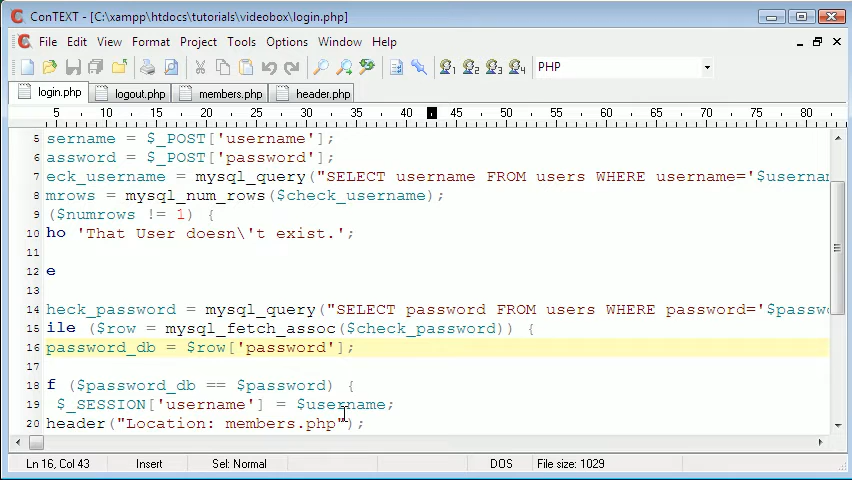 ConTEXT - [C:\xampp\htdocs\tutorials\videobox\login.php]
File Edit View Format Project Tools Options Window Help
1 2 3 4 PHP
login.php logout.php members.php header.php
5 10 15 20 25 30 35 40 45 50 55 60 65 70 75 80
5 sername = $_POST['username'];
6 assword = $_POST['password'];
7 eck_username = mysql_query("SELECT username FROM users WHERE username='$userna
8 mrows = mysql_num_rows($check_username);
9 ($numrows != 1) {
10 ho 'That User doesn\'t exist.';
11
12 e
13
14 heck_password = mysql_query("SELECT password FROM users WHERE password='$passwo
15 ile ($row = mysql_fetch_assoc($check_password)) {
16 password_db = $row['password'];
17
18 f ($password_db == $password) {
19 $_SESSION['username'] = $username;
20 header("Location: members.php");
Ln 16, Col 43 Insert Sel: Normal DOS File size: 1029